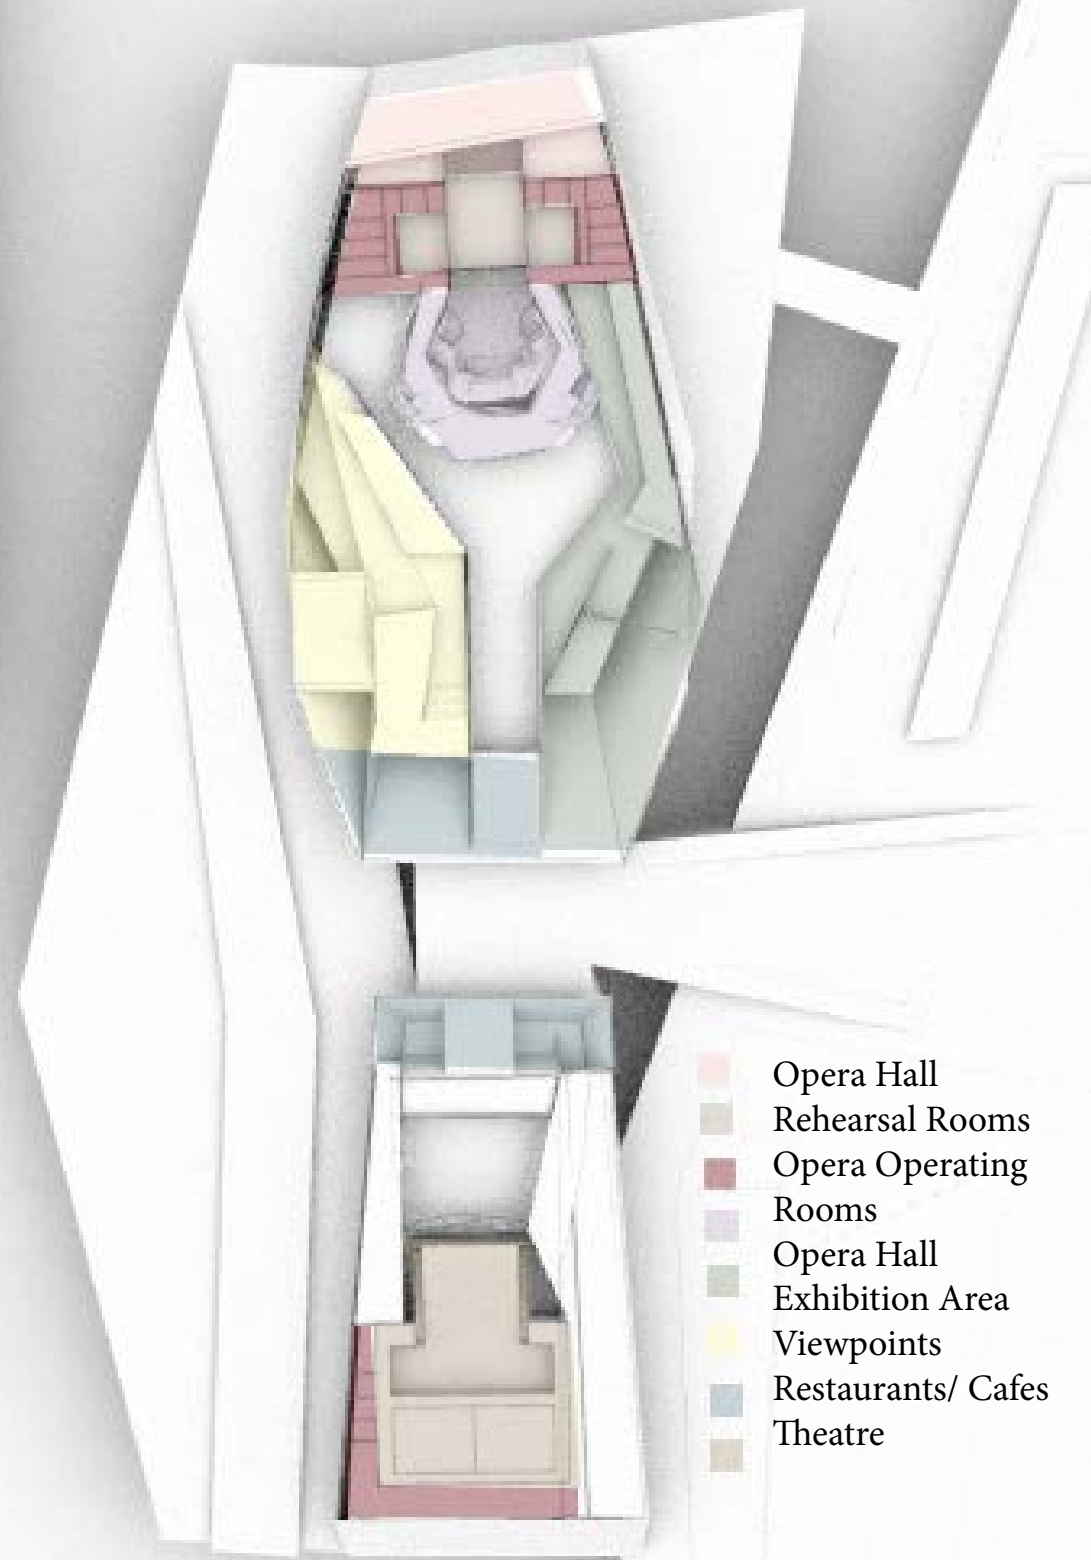 Opera Hall
Rehearsal Rooms
Opera Operating
Rooms
Opera Hall
Exhibition Area
Viewpoints
Restaurants/ Cafes
Theatre